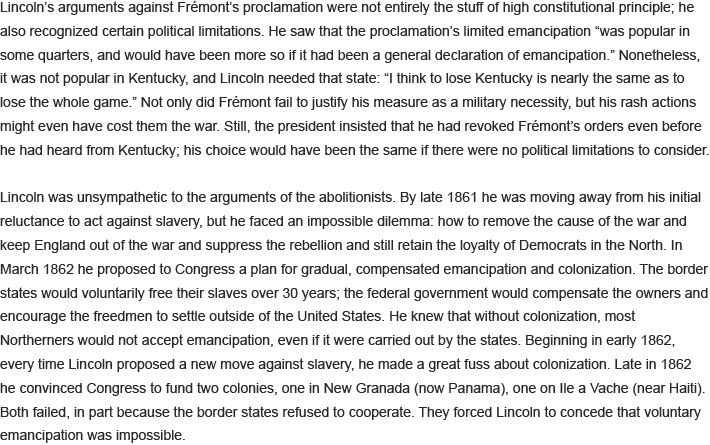 Lincoln’s arguments against Frémont’s proclamation were not entirely the stuff of high constitutional principle; he
also recognized certain political limitations. He saw that the proclamation’s limited emancipation “was popular in
some quarters, and would have been more so if it had been a general declaration of emancipation.” Nonetheless,
it was not popular in Kentucky, and Lincoln needed that state: “I think to lose Kentucky is nearly the same as to
lose the whole game.” Not only did Frémont fail to justify his measure as a military necessity, but his rash actions
might even have cost them the war. Still, the president insisted that he had revoked Frémont’s orders even before
he had heard from Kentucky; his choice would have been the same if there were no political limitations to consider.

Lincoln was unsympathetic to the arguments of the abolitionists. By late 1861 he was moving away from his initial
reluctance to act against slavery, but he faced an impossible dilemma: how to remove the cause of the war and
keep England out of the war and suppress the rebellion and still retain the loyalty of Democrats in the North. In
March 1862 he proposed to Congress a plan for gradual, compensated emancipation and colonization. The border
states would voluntarily free their slaves over 30 years; the federal government would compensate the owners and
encourage the freedmen to settle outside of the United States. He knew that without colonization, most
Northerners would not accept emancipation, even if it were carried out by the states. Beginning in early 1862,
every time Lincoln proposed a new move against slavery, he made a great fuss about colonization. Late in 1862
he convinced Congress to fund two colonies, one in New Granada (now Panama), one on Ile a Vache (near Haiti).
Both failed, in part because the border states refused to cooperate. They forced Lincoln to concede that voluntary
emancipation was impossible.